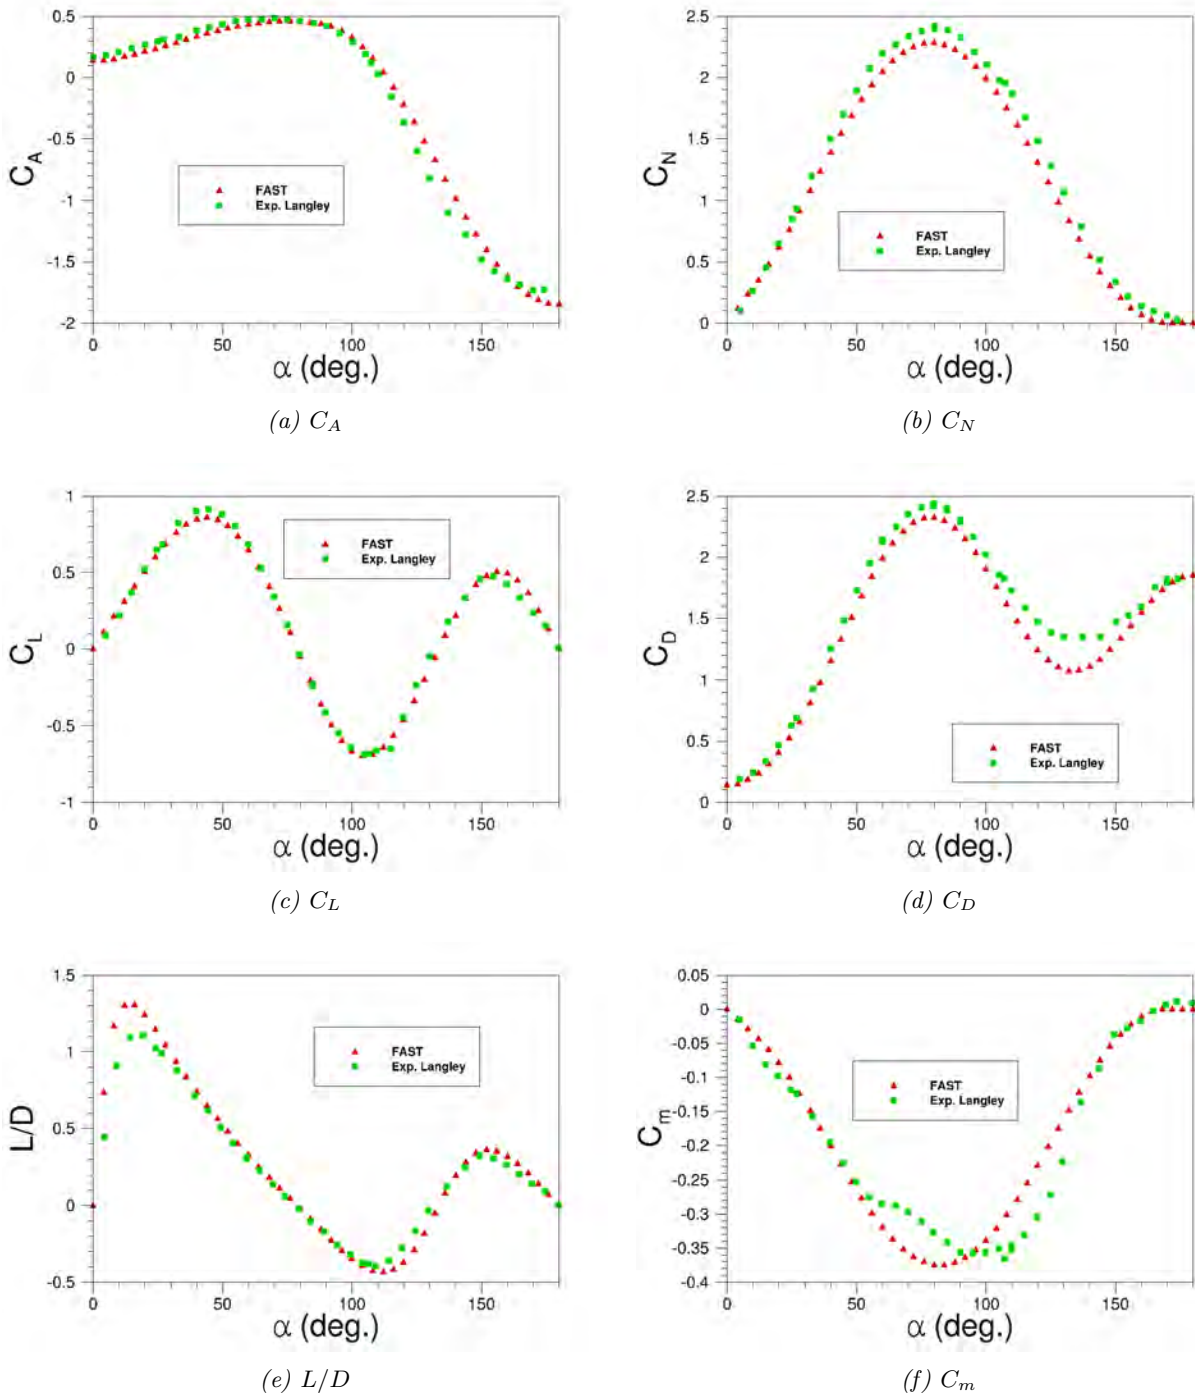 0.5
0
-0.5
-1
-1.5
-2
C_A
FAST
Exp. Langley
0 50 100 150
α (deg.)
(a) C_A
2.5
2
1.5
1
0.5
0
C_N
FAST
Exp. Langley
0 50 100 150
α (deg.)
(b) C_N
1
0.5
0
-0.5
-1
C_L
FAST
Exp. Langley
0 50 100 150
α (deg.)
(c) C_L
2.5
2
1.5
1
0.5
0
C_D
FAST
Exp. Langley
0 50 100 150
α (deg.)
(d) C_D
1.5
1
0.5
0
-0.5
L/D
FAST
Exp. Langley
0 50 100 150
α (deg.)
(e) L/D
0.05
0
-0.05
-0.1
-0.15
-0.2
-0.25
-0.3
-0.35
-0.4
C_m
FAST
Exp. Langley
0 50 100 150
α (deg.)
(f) C_m